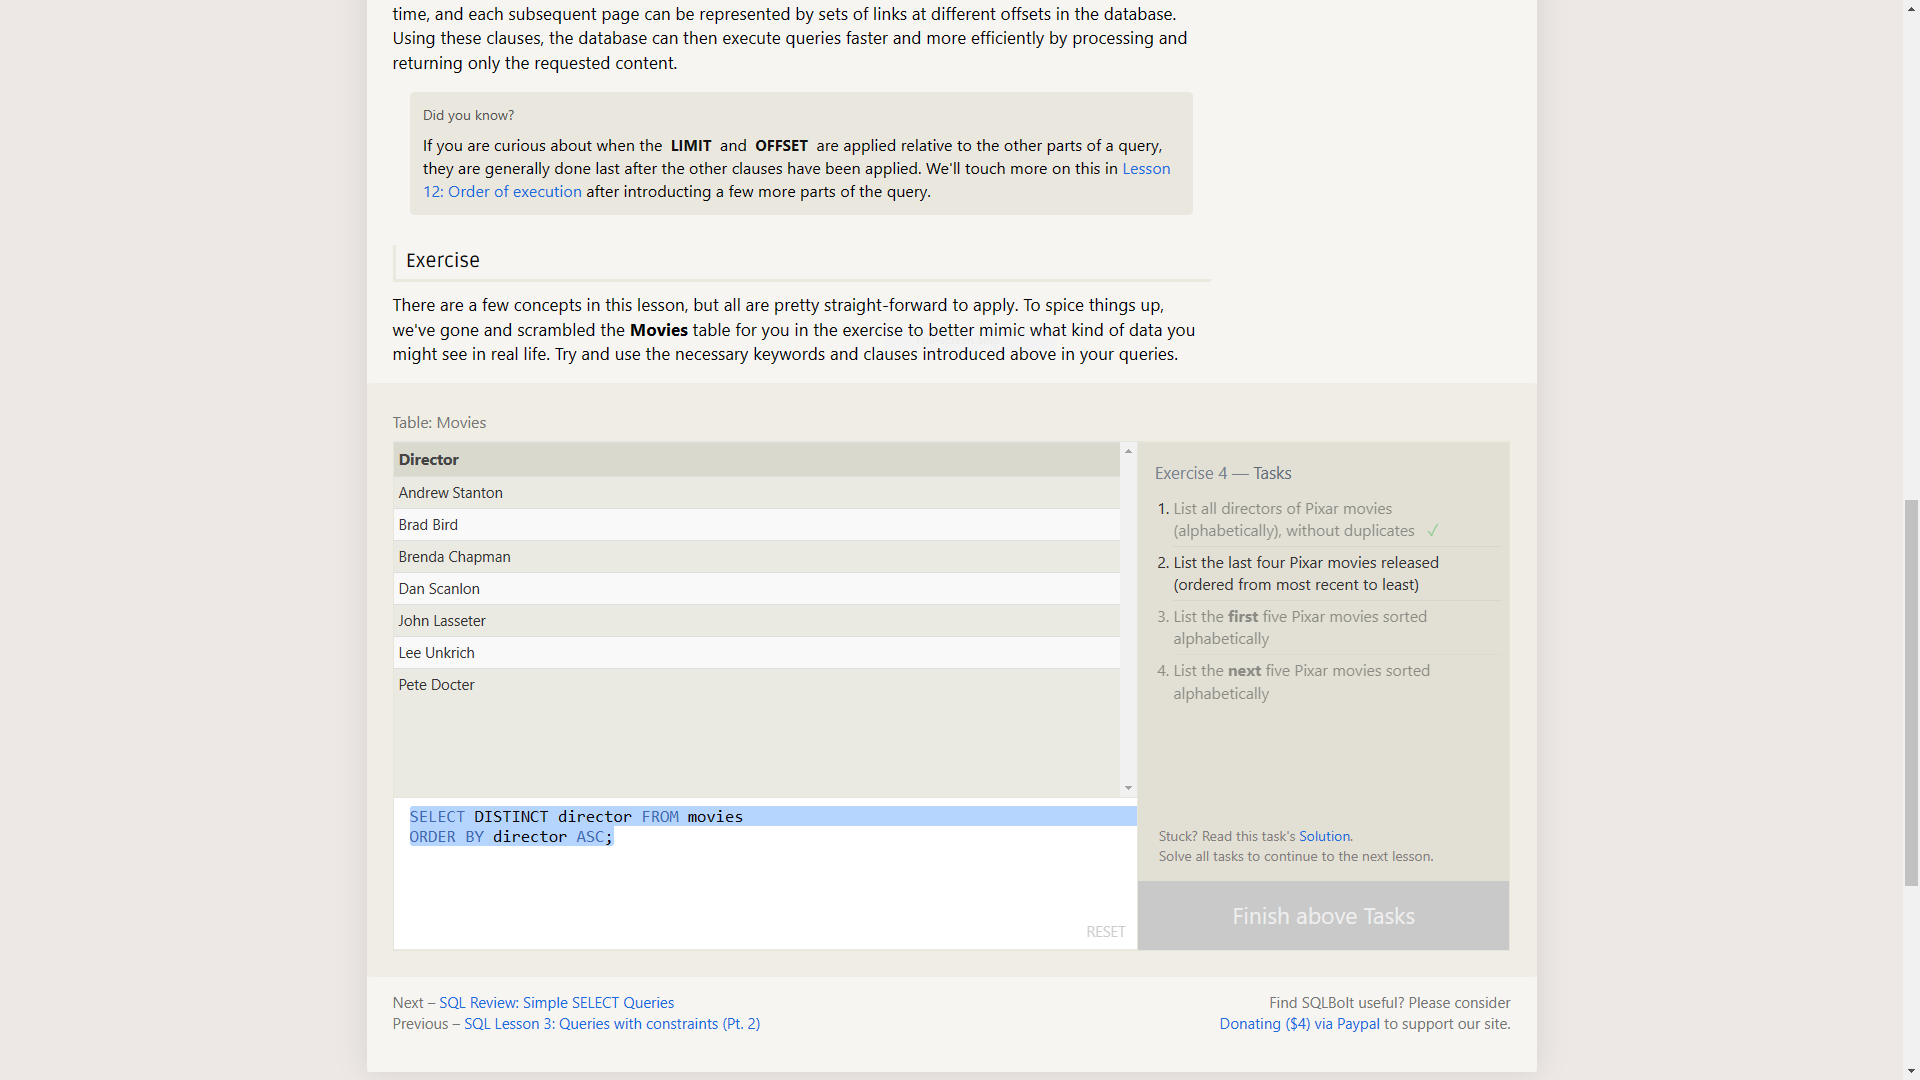 time, and each subsequent page can be represented by sets of links at different offsets in the database.
Using these clauses, the database can then execute queries faster and more efficiently by processing and
returning only the requested content.
Did you know?
If you are curious about when the LIMIT and OFFSET are applied relative to the other parts of a query,
they are generally done last after the other clauses have been applied. We'll touch more on this in Lesson
12: Order of execution after introducting a few more parts of the query.
Exercise
There are a few concepts in this lesson, but all are pretty straight-forward to apply. To spice things up,
we've gone and scrambled the Movies table for you in the exercise to better mimic what kind of data you
might see in real life. Try and use the necessary keywords and clauses introduced above in your queries.
Table: Movies
Director
Andrew Stanton
Brad Bird
Brenda Chapman
Dan Scanlon
John Lasseter
Lee Unkrich
Pete Docter
SELECT DISTINCT director FROM movies
ORDER BY director ASC;
RESET
Exercise 4 — Tasks
1. List all directors of Pixar movies
(alphabetically), without duplicates ✓
2. List the last four Pixar movies released
(ordered from most recent to least)
3. List the first five Pixar movies sorted
alphabetically
4. List the next five Pixar movies sorted
alphabetically
Stuck? Read this task's Solution.
Solve all tasks to continue to the next lesson.
Finish above Tasks
Next – SQL Review: Simple SELECT Queries
Previous – SQL Lesson 3: Queries with constraints (Pt. 2)
Find SQLBolt useful? Please consider
Donating ($4) via Paypal to support our site.